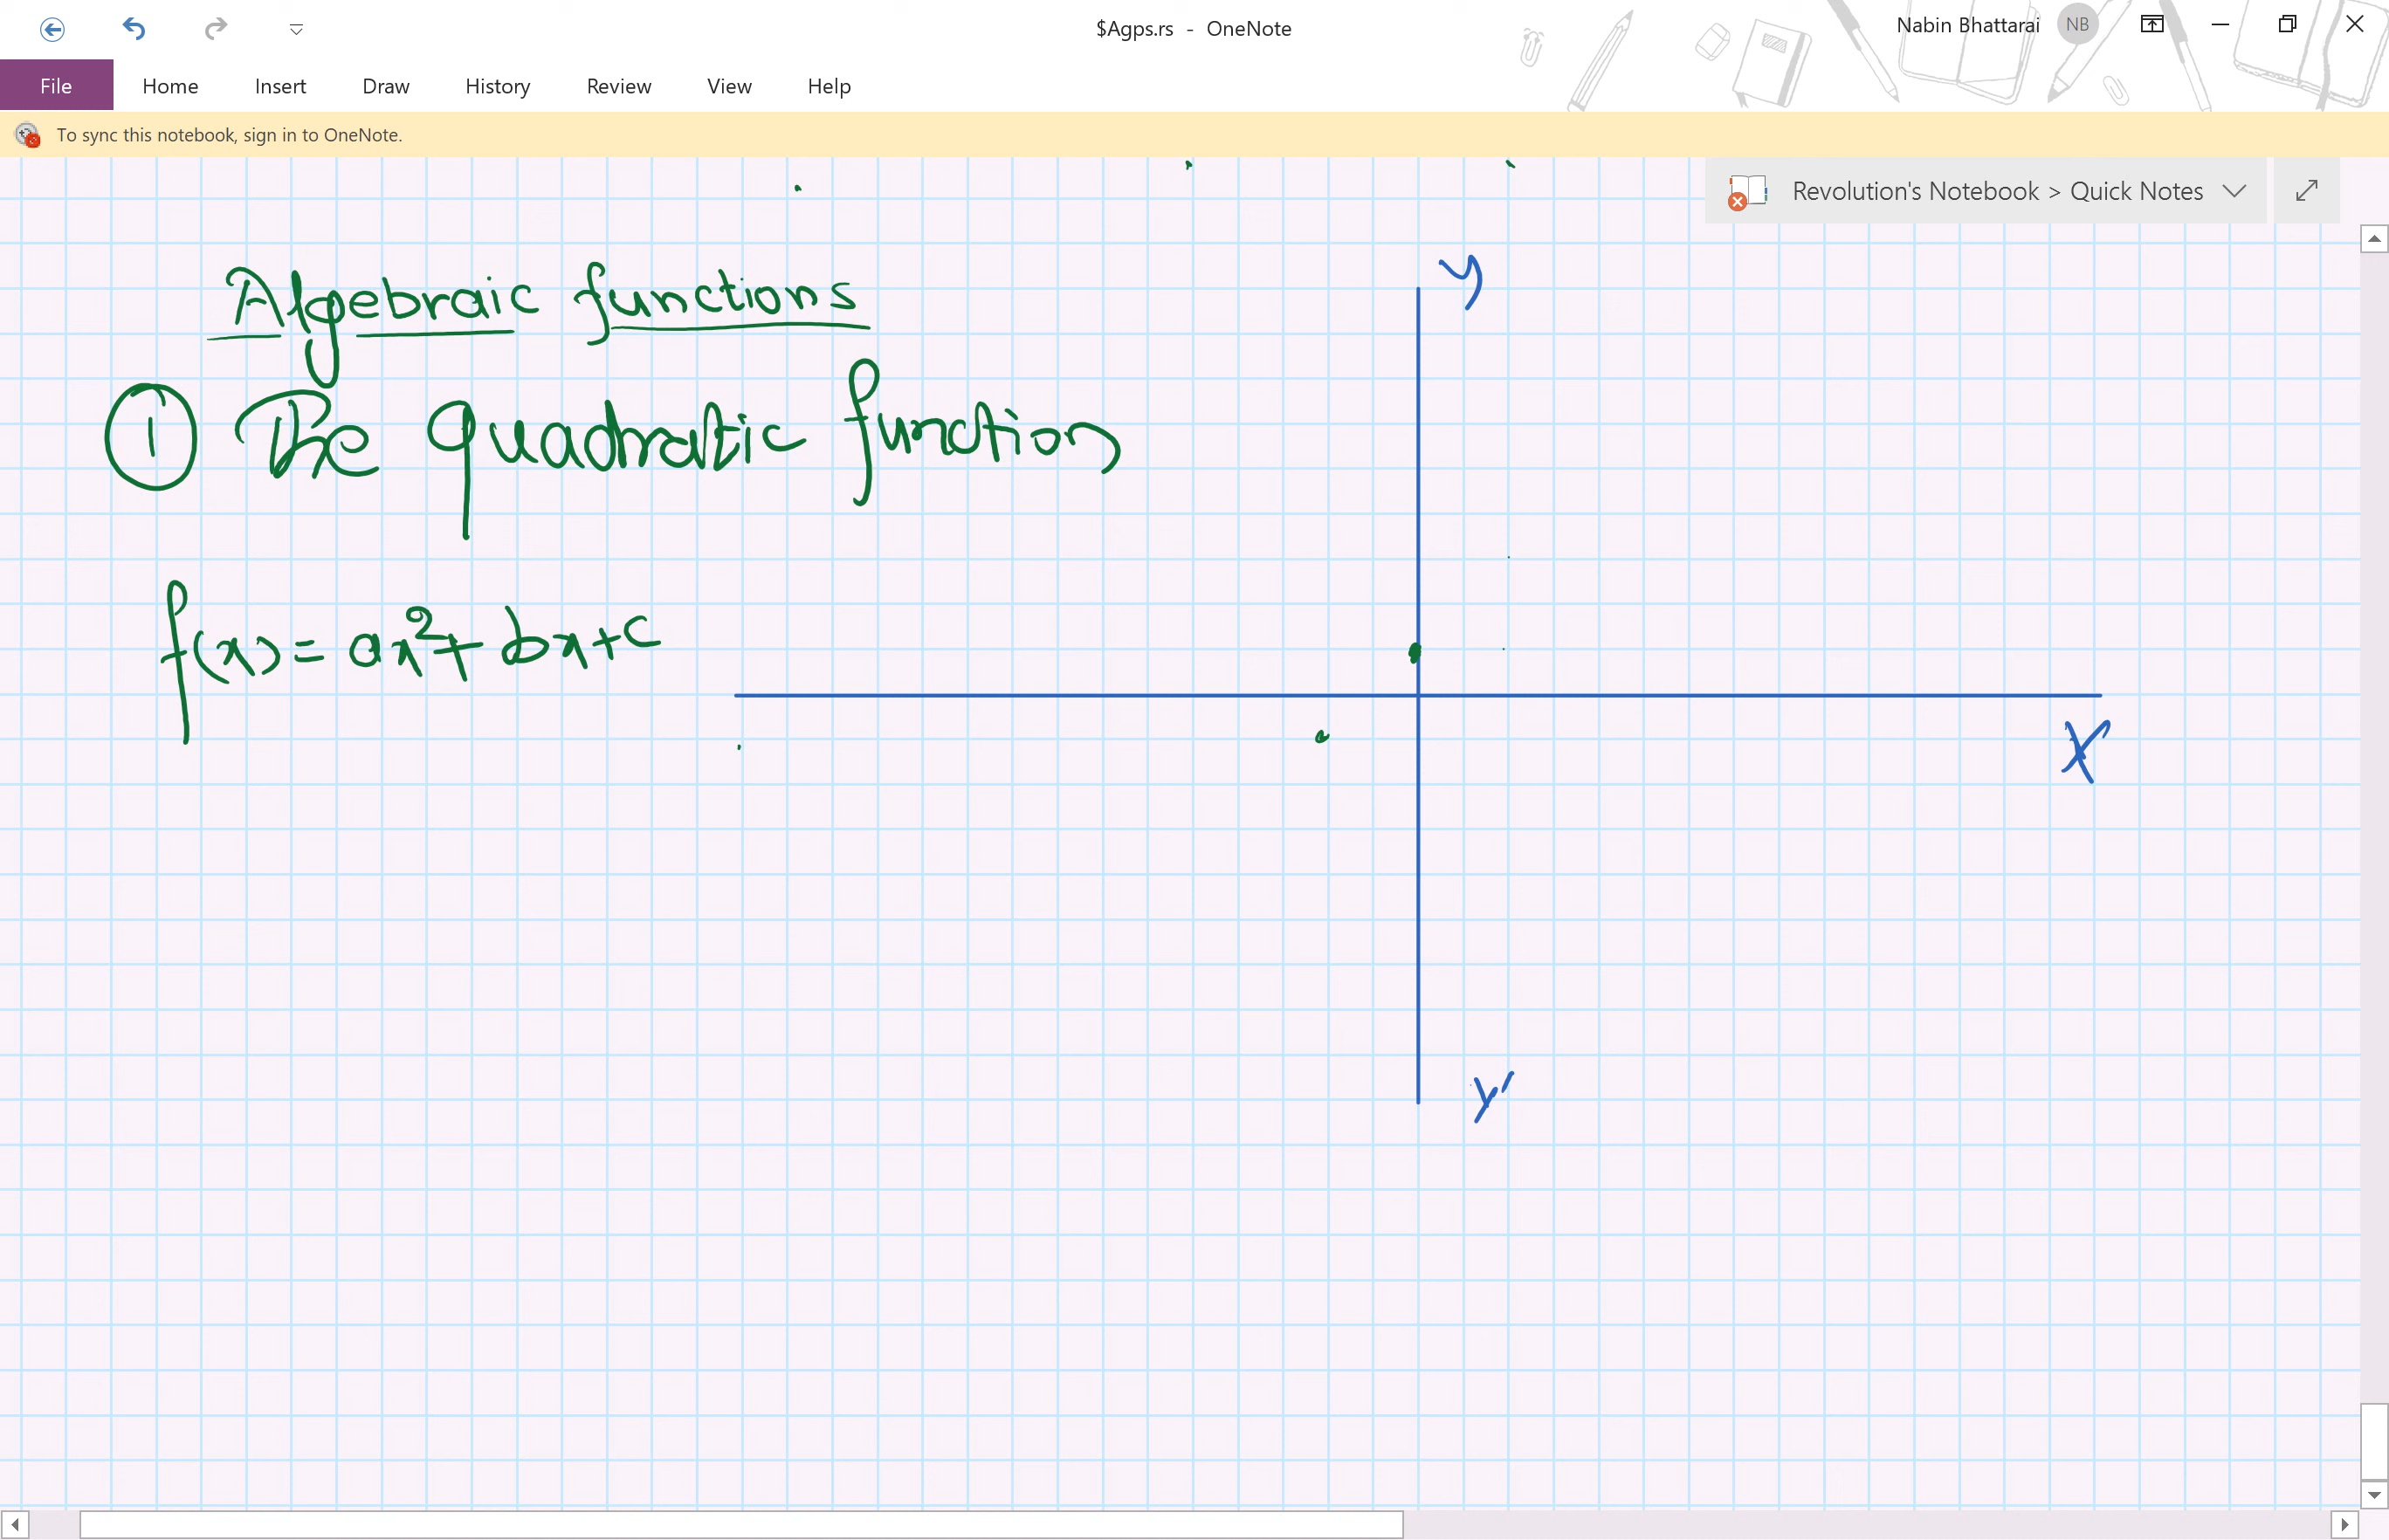 $Agps.rs - OneNote
Nabin Bhattarai NB
File Home Insert Draw History Review View Help
To sync this notebook, sign in to OneNote.
Revolution's Notebook > Quick Notes
Algebraic functions
① The quadratic function
f(x) = ax² + bx + c
y
X
y'